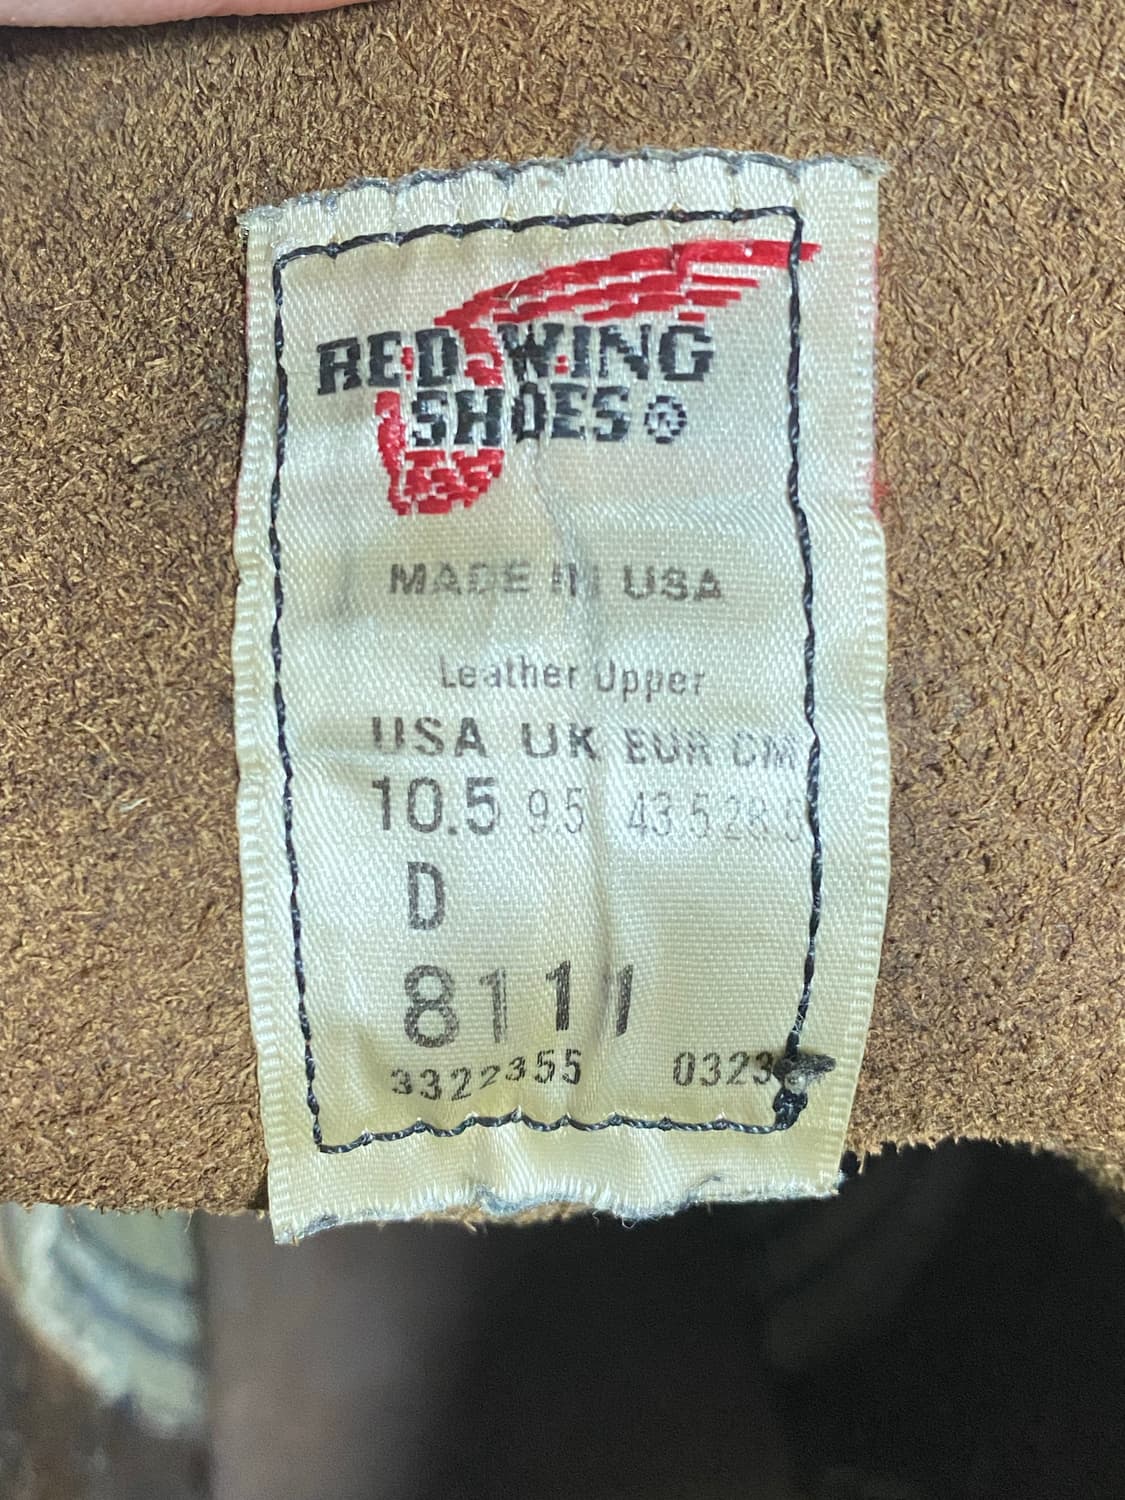 RED WING
SHOES®
MADE IN USA
Leather Upper
USA UK EUR CM
10.5 9.5 43.5 28.5
D
8111
3322355 0323